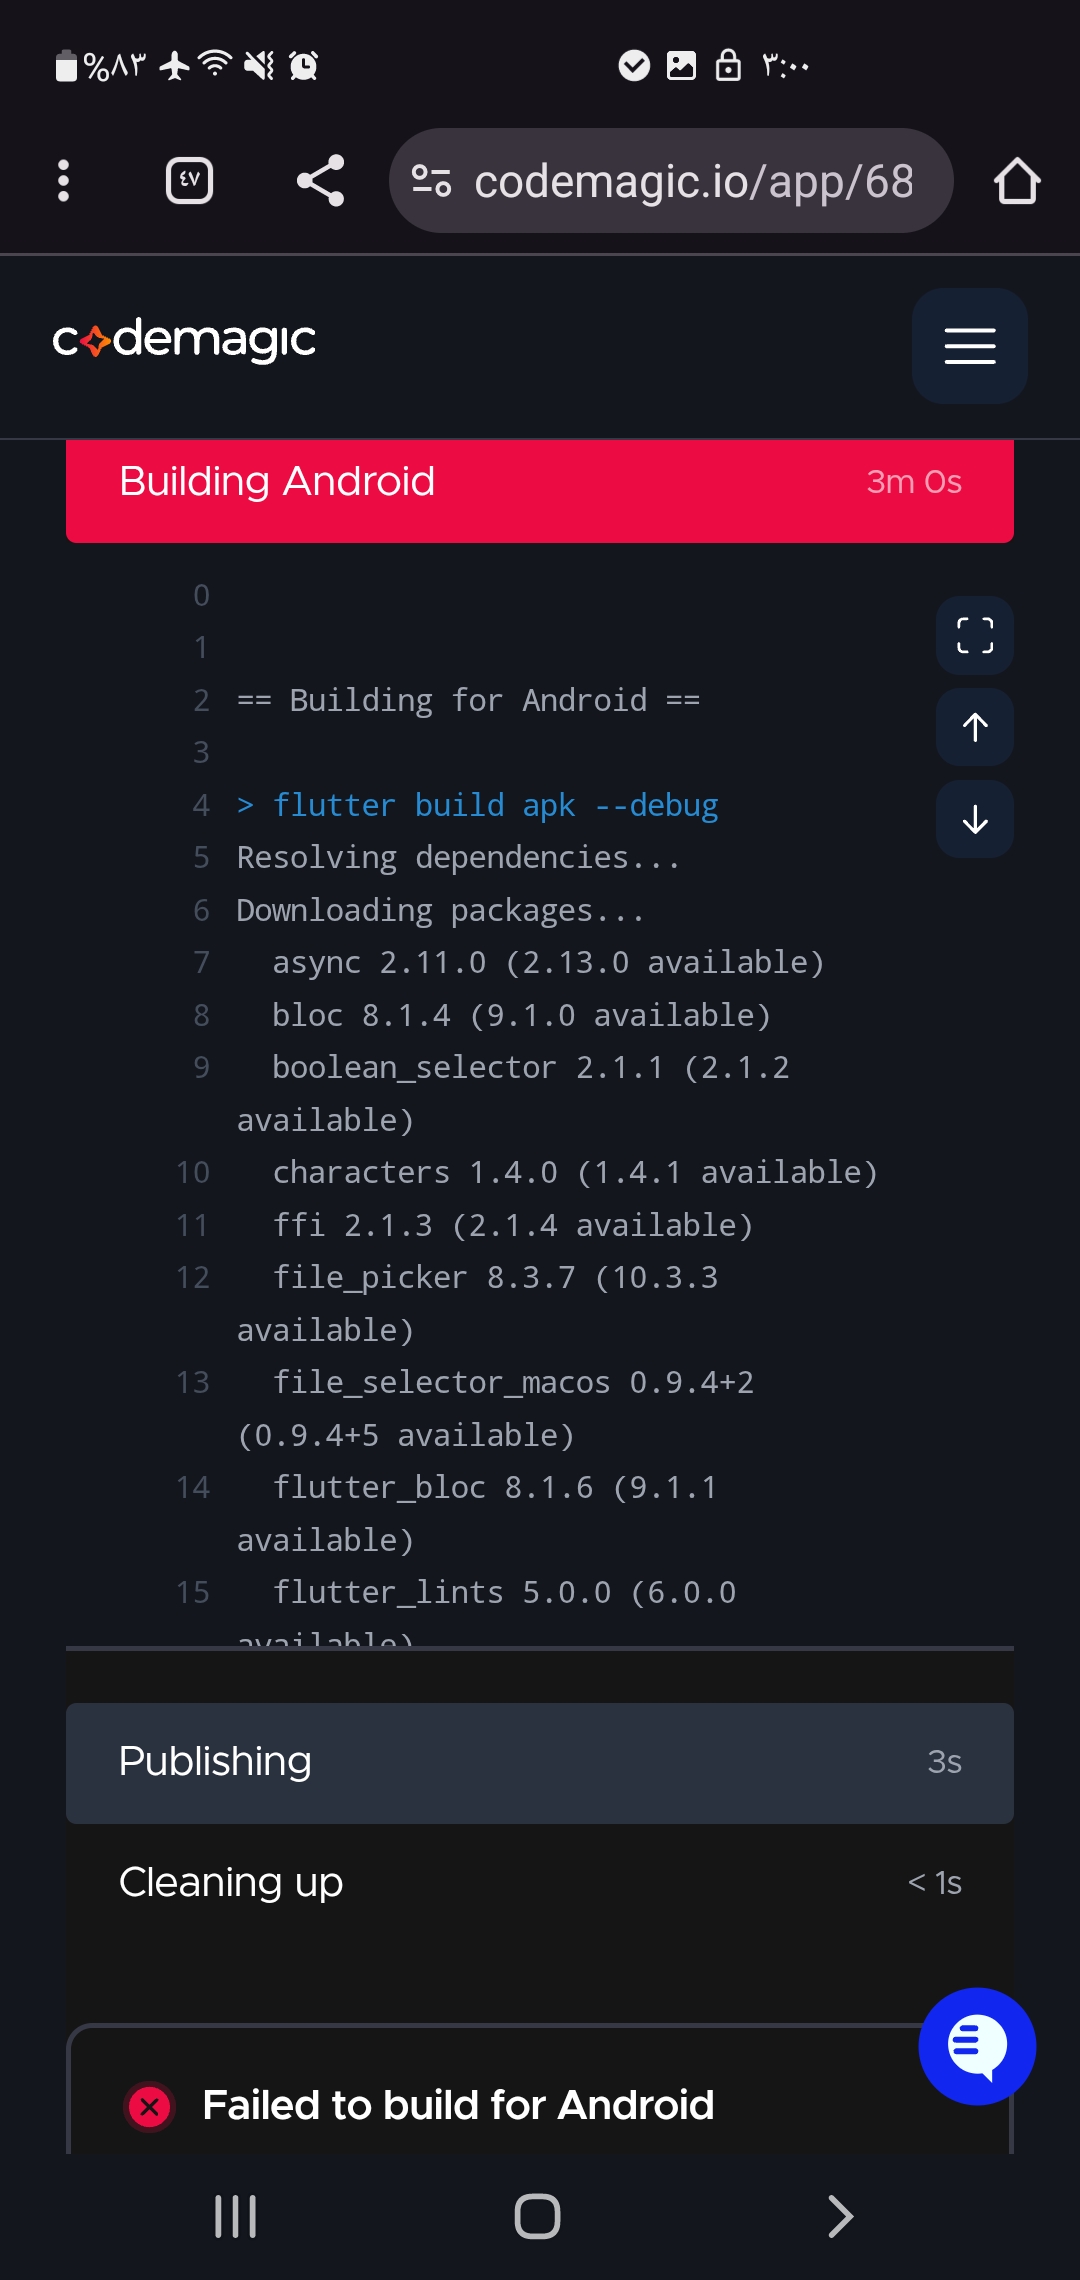 %٨٣
٣:٠٠
٤٧
codemagic.io/app/68
codemagic
Building Android 3m 0s
0
1
2 == Building for Android ==
3
4 > flutter build apk --debug
5 Resolving dependencies...
6 Downloading packages...
7 async 2.11.0 (2.13.0 available)
8 bloc 8.1.4 (9.1.0 available)
9 boolean_selector 2.1.1 (2.1.2
available)
10 characters 1.4.0 (1.4.1 available)
11 ffi 2.1.3 (2.1.4 available)
12 file_picker 8.3.7 (10.3.3
available)
13 file_selector_macos 0.9.4+2
(0.9.4+5 available)
14 flutter_bloc 8.1.6 (9.1.1
available)
15 flutter_lints 5.0.0 (6.0.0
available)
Publishing 3s
Cleaning up < 1s
Failed to build for Android